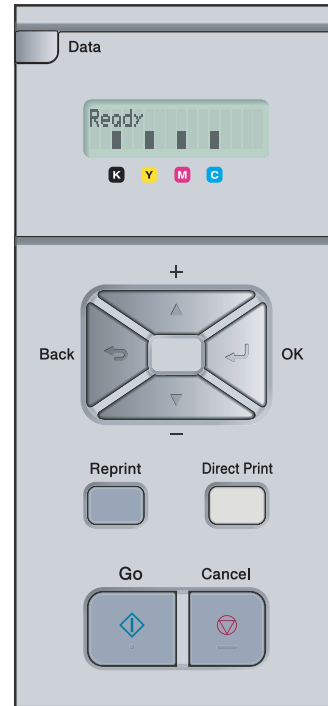 Data
Ready
K Y M C
+
Back OK
−
Reprint Direct Print
Go Cancel